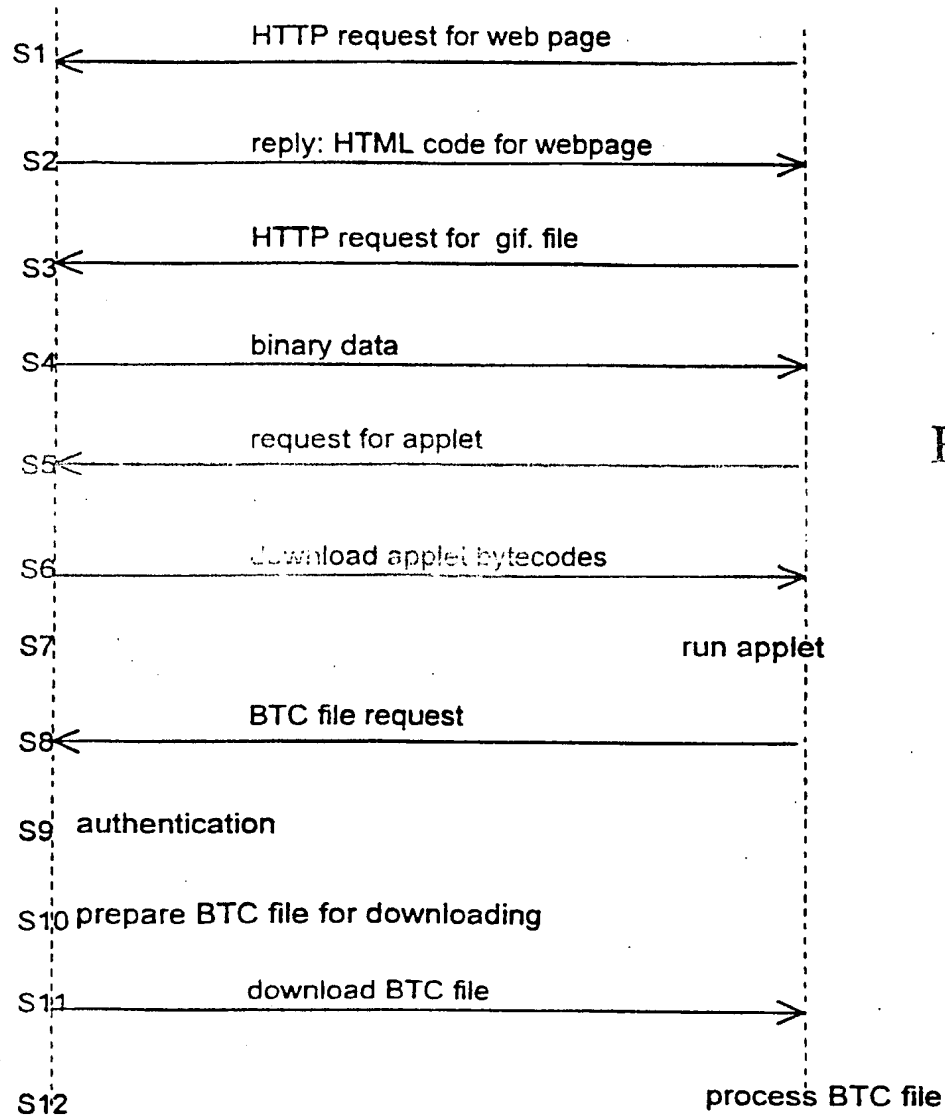 HTTP request for web page
S1
reply: HTML code for webpage
S2
HTTP request for gif. file
S3
binary data
S4
request for applet
S5
download applet bytecodes
S6
S7 run applet
BTC file request
S8
S9 authentication
S10 prepare BTC file for downloading
download BTC file
S11
S12 process BTC file